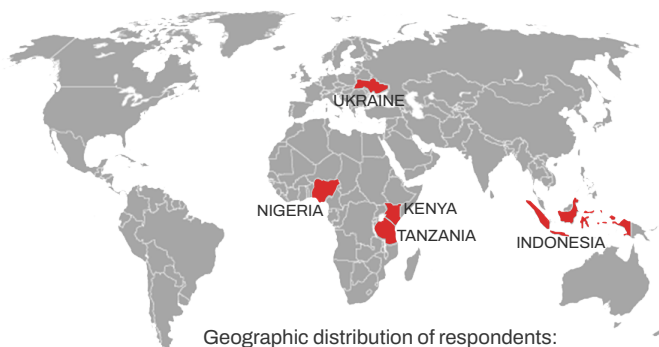 UKRAINE
NIGERIA
KENYA
TANZANIA
INDONESIA
Geographic distribution of respondents: